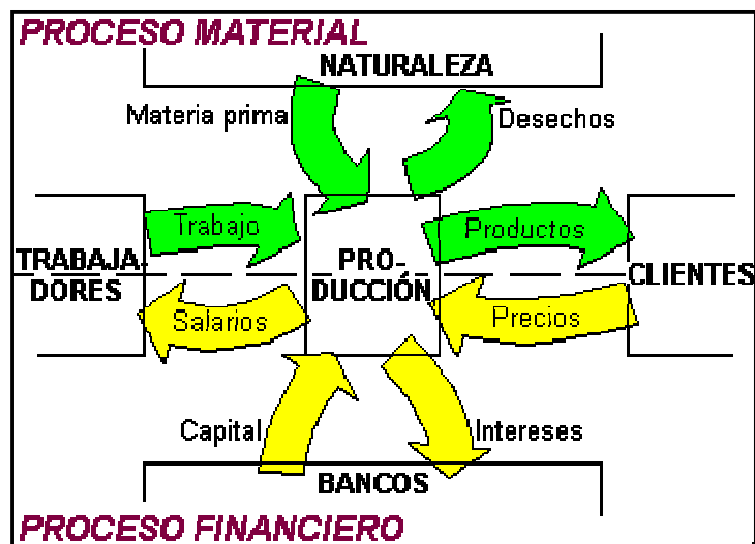 PROCESO MATERIAL
NATURALEZA
Materia prima
Desechos
Trabajo
Productos
TRABAJA-
DORES
PRO-
DUCCIÓN
CLIENTES
Salarios
Precios
Capital
Intereses
BANCOS
PROCESO FINANCIERO